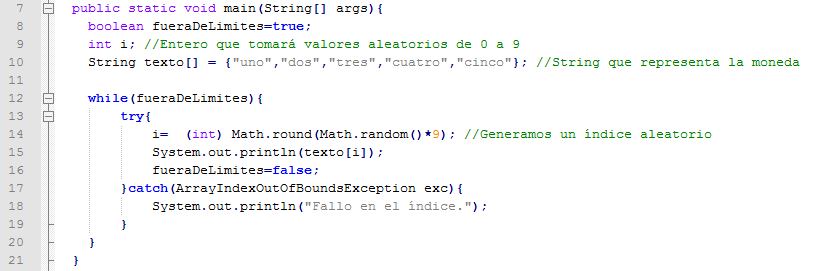 7 public static void main(String[] args){
8 boolean fueraDeLimites=true;
9 int i; //Entero que tomará valores aleatorios de 0 a 9
10 String texto[] = {"uno","dos","tres","cuatro","cinco"}; //String que representa la moneda
11
12 while(fueraDeLimites){
13 try{
14 i= (int) Math.round(Math.random()*9); //Generamos un índice aleatorio
15 System.out.println(texto[i]);
16 fueraDeLimites=false;
17 }catch(ArrayIndexOutOfBoundsException exc){
18 System.out.println("Fallo en el índice.");
19 }
20 }
21 }